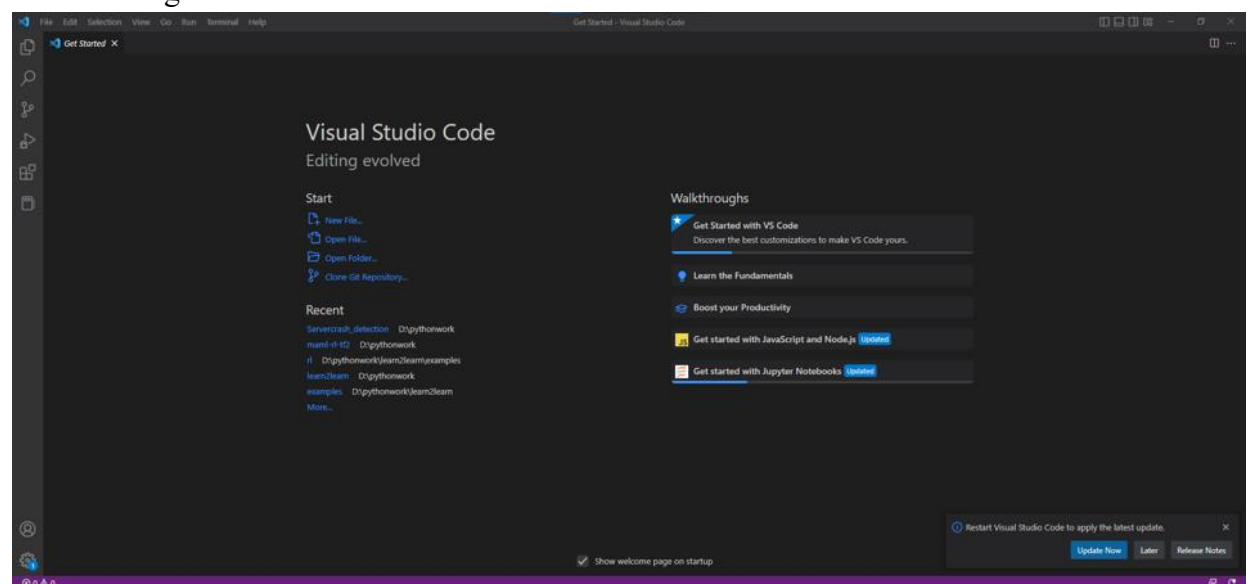 File Edit Selection View Go Run Terminal Help
Get Started - Visual Studio Code
Get Started
Visual Studio Code
Editing evolved
Start
New File...
Open File...
Open Folder...
Clone Git Repository...
Recent
Servercrash_detection D:\pythonwork
maml-rl-tf2 D:\pythonwork
rl D:\pythonwork\learn2learn\examples
learn2learn D:\pythonwork
examples D:\pythonwork\learn2learn
More...
Walkthroughs
Get Started with VS Code
Discover the best customizations to make VS Code yours.
Learn the Fundamentals
Boost your Productivity
JS Get started with JavaScript and Node.js Updated
Get started with Jupyter Notebooks Updated
Restart Visual Studio Code to apply the latest update.
Update Now Later Release Notes
Show welcome page on startup